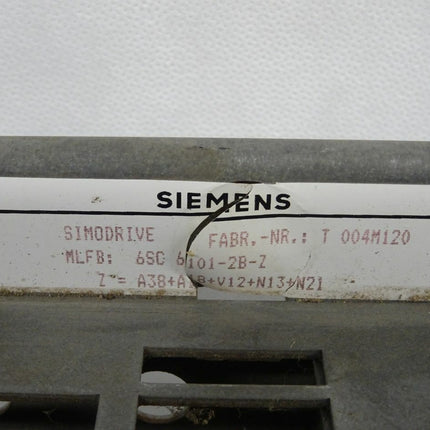 SIEMENS
SIMODRIVE FABR.-NR.: T 004M120
MLFB: 6SC 6101-2B-Z
Z = A38+A18+V12+N13+N21